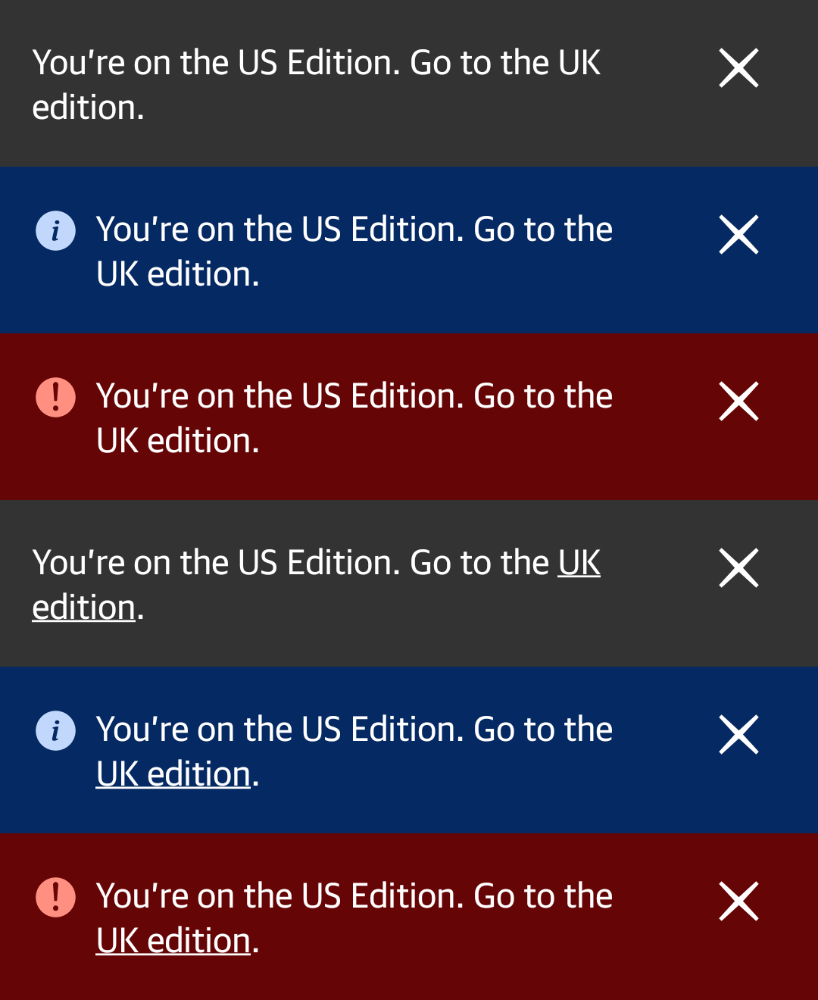 You're on the US Edition. Go to the UK
edition.
i You're on the US Edition. Go to the
UK edition.
! You're on the US Edition. Go to the
UK edition.
You're on the US Edition. Go to the UK
edition.
i You're on the US Edition. Go to the
UK edition.
! You're on the US Edition. Go to the
UK edition.